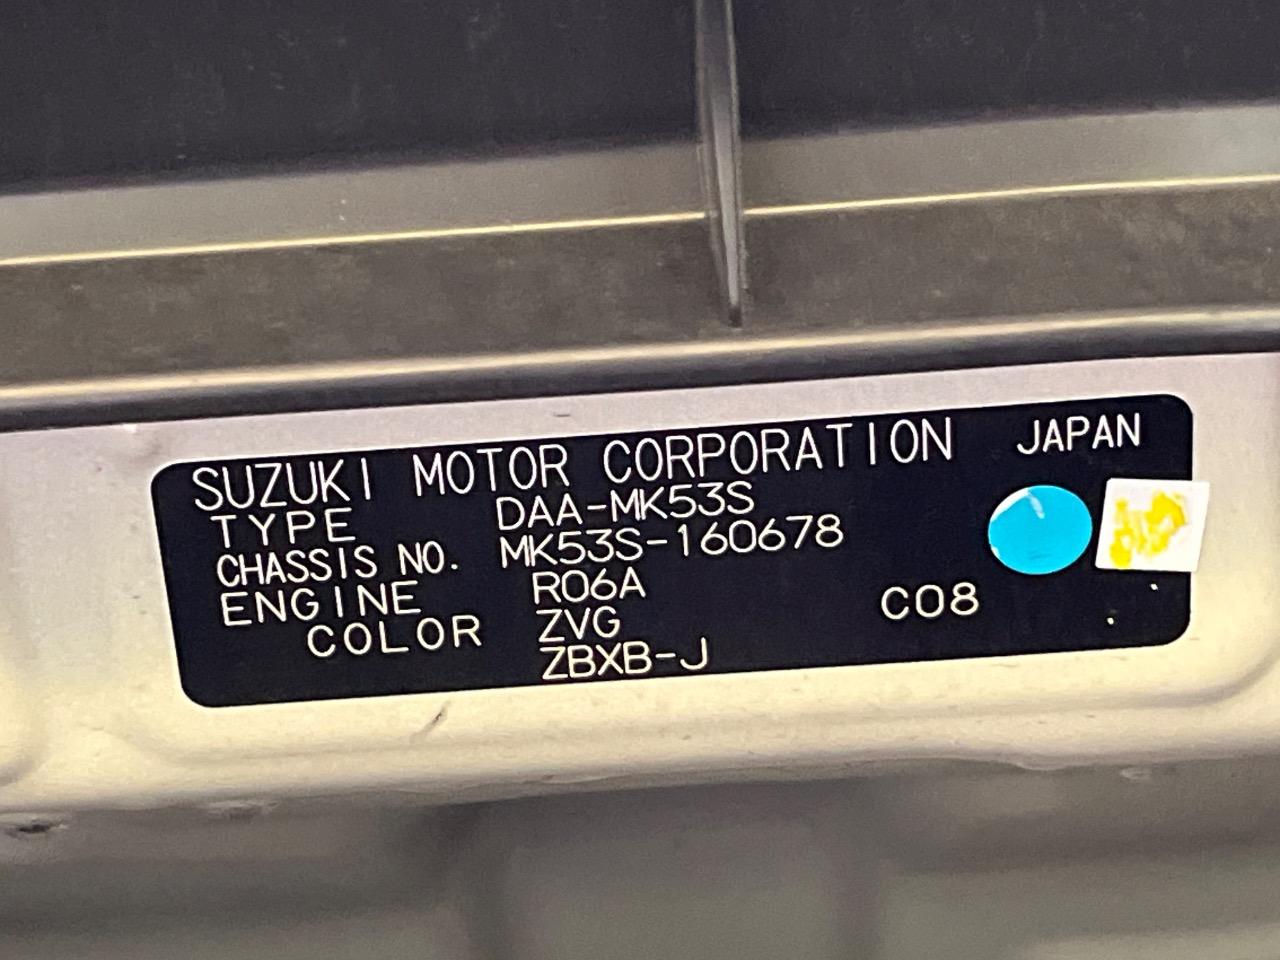 SUZUKI MOTOR CORPORATION JAPAN
TYPE DAA-MK53S
CHASSIS NO. MK53S-160678
ENGINE R06A
COLOR ZVG C08
ZBXB-J